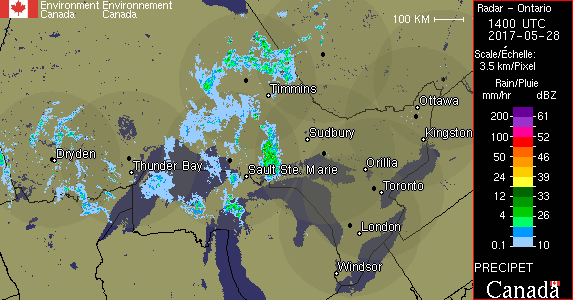 Environment Environnement
Canada Canada
100 KM
Timmins
Ottawa
Sudbury
Kingston
Dryden
Thunder Bay
Sault Ste. Marie
Orillia
Toronto
London
Windsor
Radar - Ontario
1400 UTC
2017-05-28
Scale/Échelle:
3.5 km/Pixel
Rain/Pluie
mm/hr dBZ
200 61
100 52
50 46
24 39
12 33
4 26
0.1 10
PRECIPET
Canada